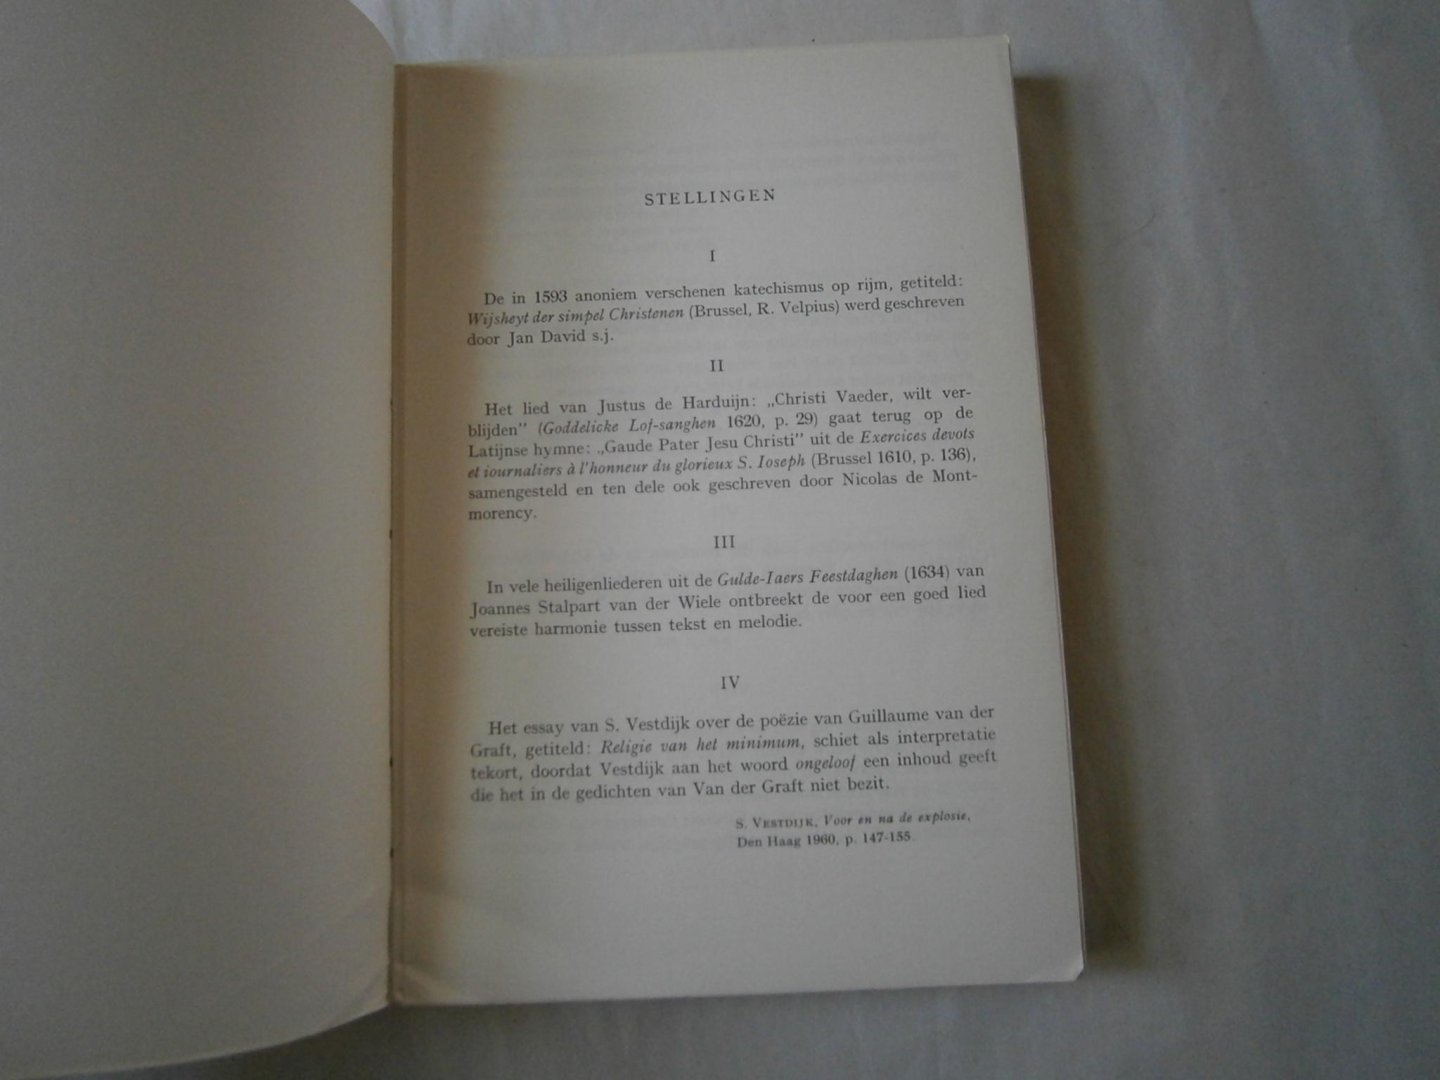 STELLINGEN
I
De in 1593 anoniem verschenen katechismus op rijm, getiteld:
Wijsheyt der simpel Christenen (Brussel, R. Velpius) werd geschreven
door Jan David s.j.
II
Het lied van Justus de Harduijn: „Christi Vaeder, wilt ver-
blijden” (Goddelicke Lof-sanghen 1620, p. 29) gaat terug op de
Latijnse hymne: „Gaude Pater Jesu Christi” uit de Exercices devots
et iournaliers à l'honneur du glorieux S. Ioseph (Brussel 1610, p. 136),
samengesteld en ten dele ook geschreven door Nicolas de Mont-
morency.
III
In vele heiligenliederen uit de Gulde-Iaers Feestdaghen (1634) van
Joannes Stalpart van der Wiele ontbreekt de voor een goed lied
vereiste harmonie tussen tekst en melodie.
IV
Het essay van S. Vestdijk over de poëzie van Guillaume van der
Graft, getiteld: Religie van het minimum, schiet als interpretatie
tekort, doordat Vestdijk aan het woord ongeloof een inhoud geeft
die het in de gedichten van Van der Graft niet bezit.
S. VESTDIJK, Voor en na de explosie,
Den Haag 1960, p. 147-155.